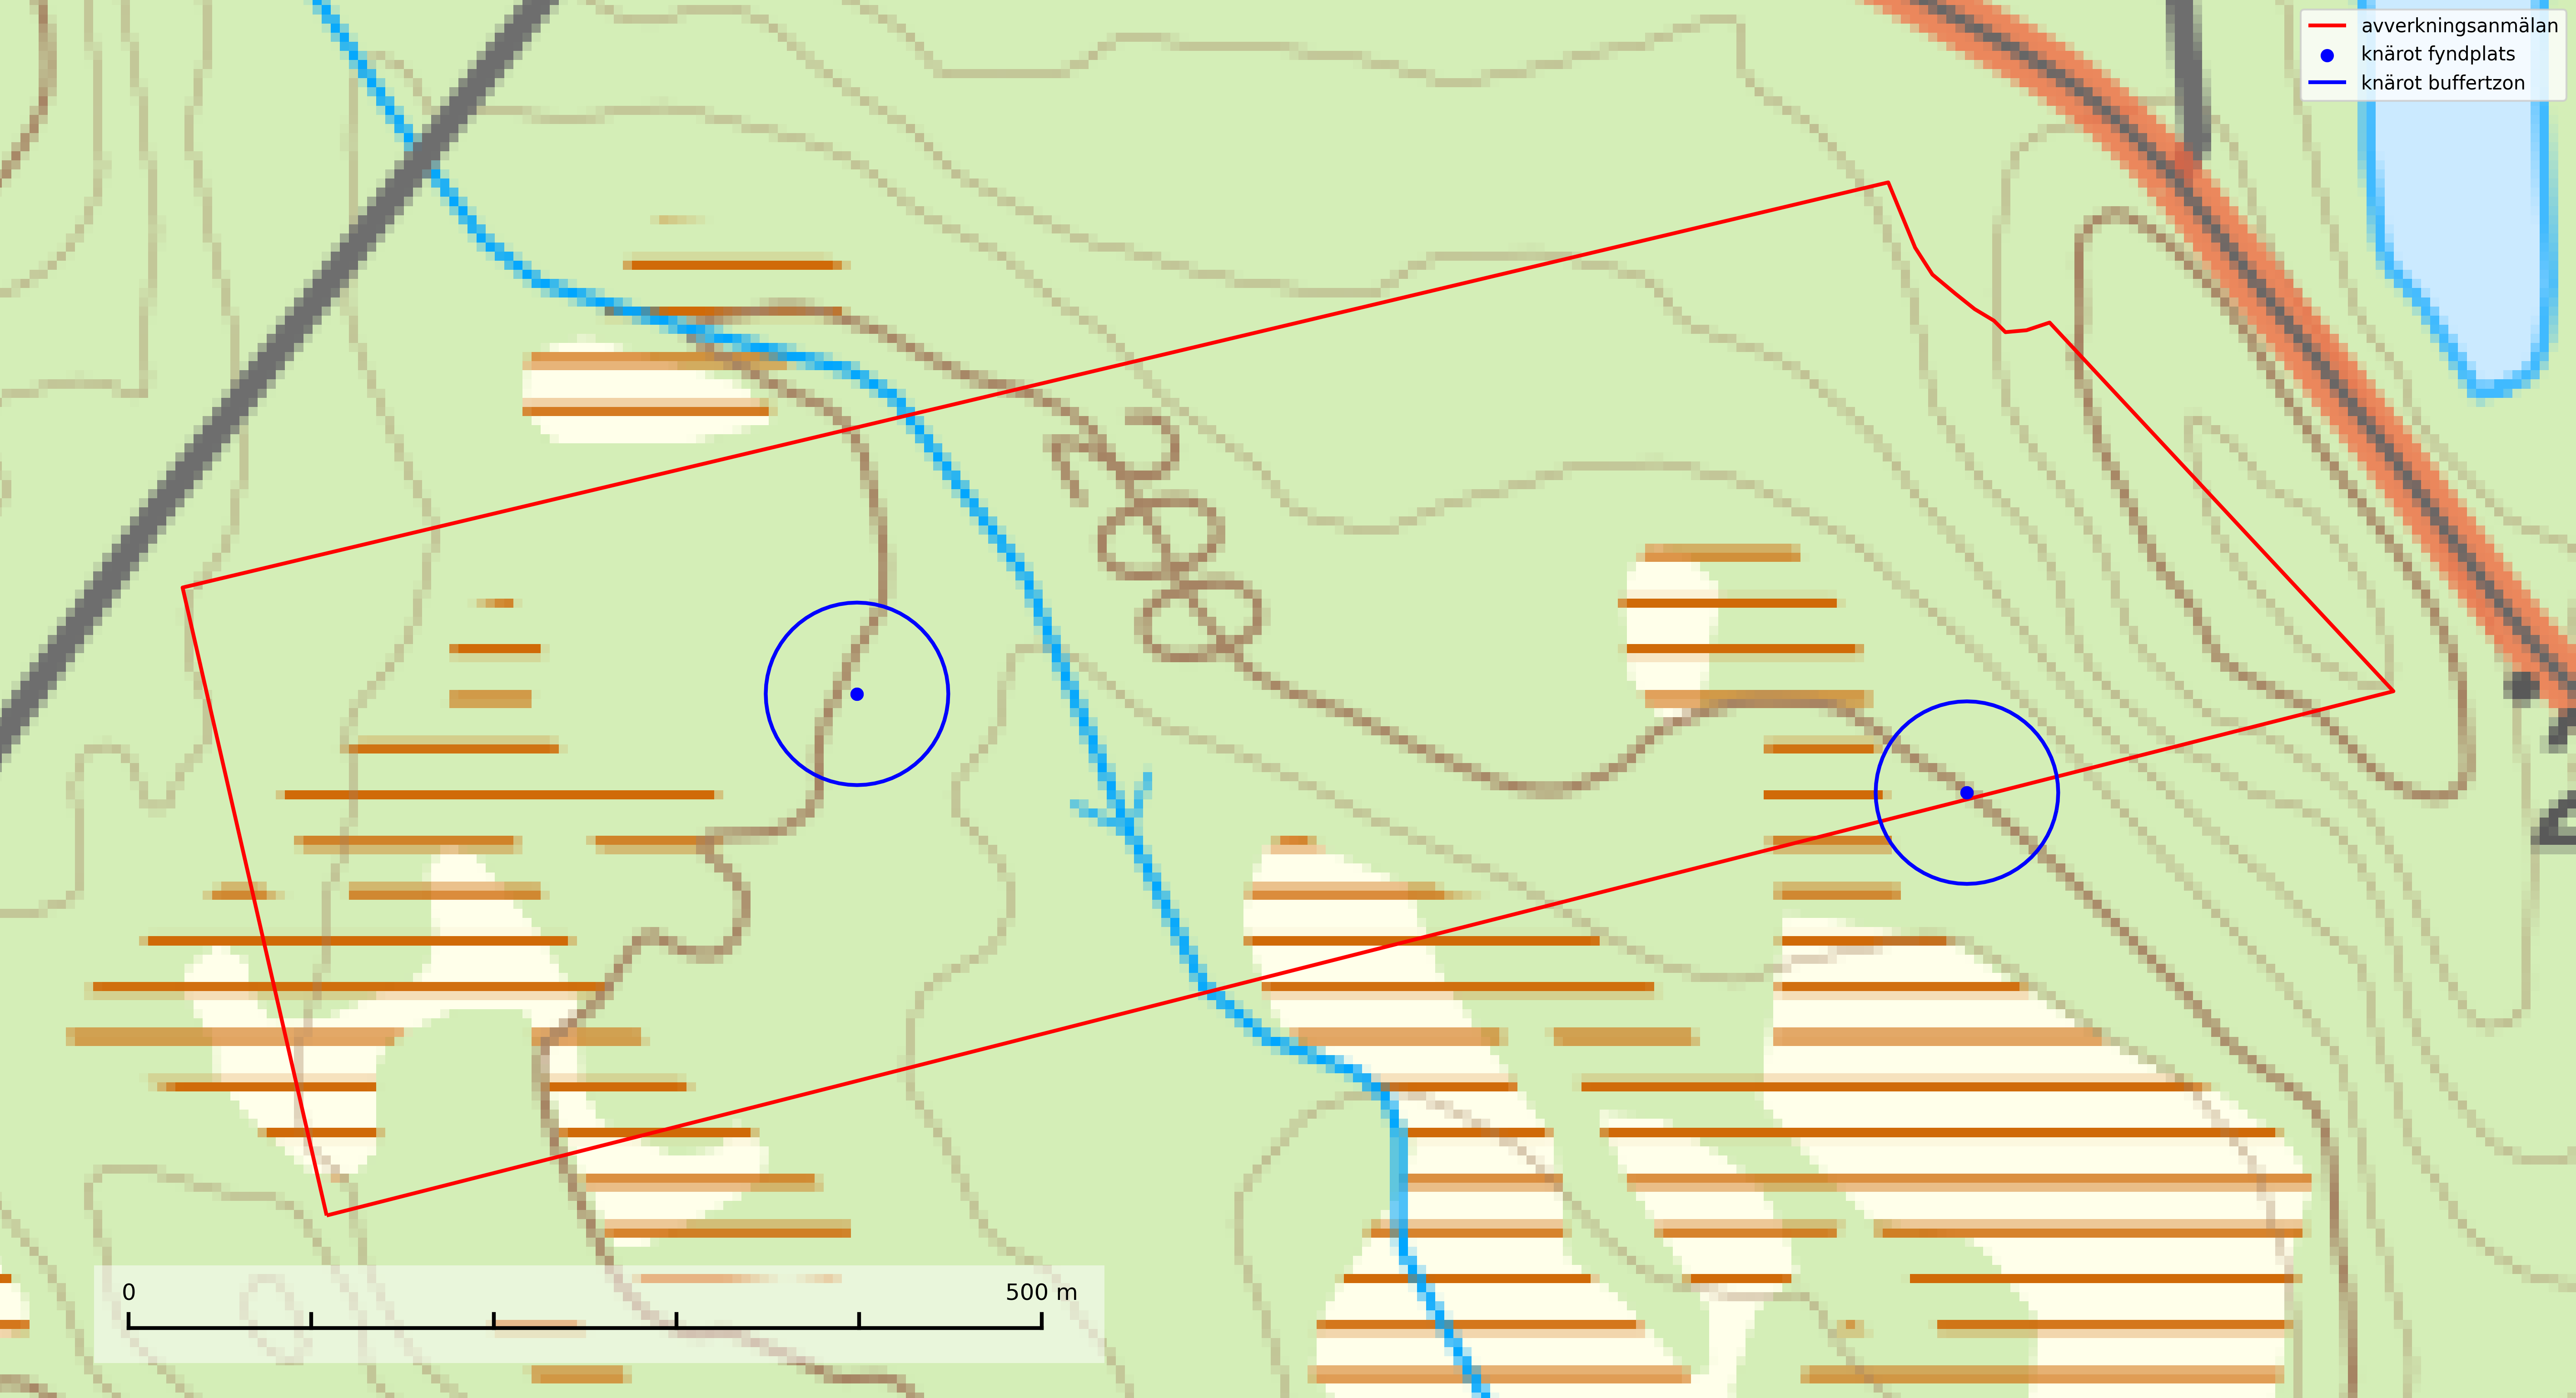 avverkningsanmälan
knärot fyndplats
knärot buffertzon
200
0
500 m